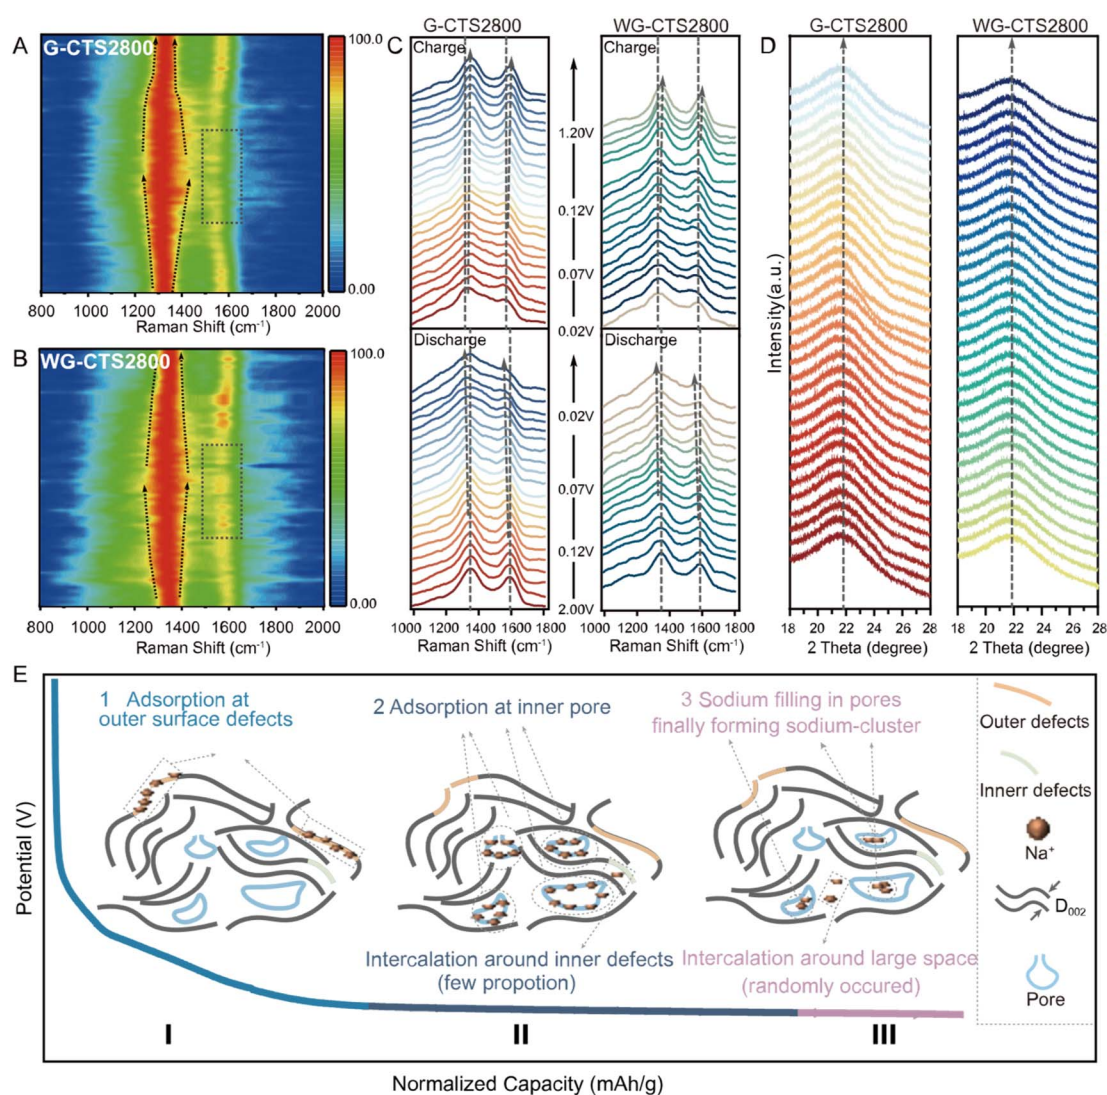 A
G-CTS2800
100.0
0.00
800 1000 1200 1400 1600 1800 2000
Raman Shift (cm-1)
B
WG-CTS2800
100.0
0.00
800 1000 1200 1400 1600 1800 2000
Raman Shift (cm-1)
C
G-CTS2800
WG-CTS2800
Charge
Charge
1.20V
0.12V
0.07V
0.02V
Discharge
Discharge
0.02V
0.07V
0.12V
2.00V
1000 1200 1400 1600 1800
1000 1200 1400 1600 1800
Raman Shift (cm-1)
Raman Shift (cm-1)
D
G-CTS2800
WG-CTS2800
Intensity(a.u.)
18 20 22 24 26 28
18 20 22 24 26 28
2 Theta (degree)
2 Theta (degree)
E
Potential (V)
1 Adsorption at
outer surface defects
2 Adsorption at inner pore
3 Sodium filling in pores
finally forming sodium-cluster
Intercalation around inner defects
(few propotion)
Intercalation around large space
(randomly occured)
I
II
III
Outer defects
Innerr defects
Na+
D002
Pore
Normalized Capacity (mAh/g)